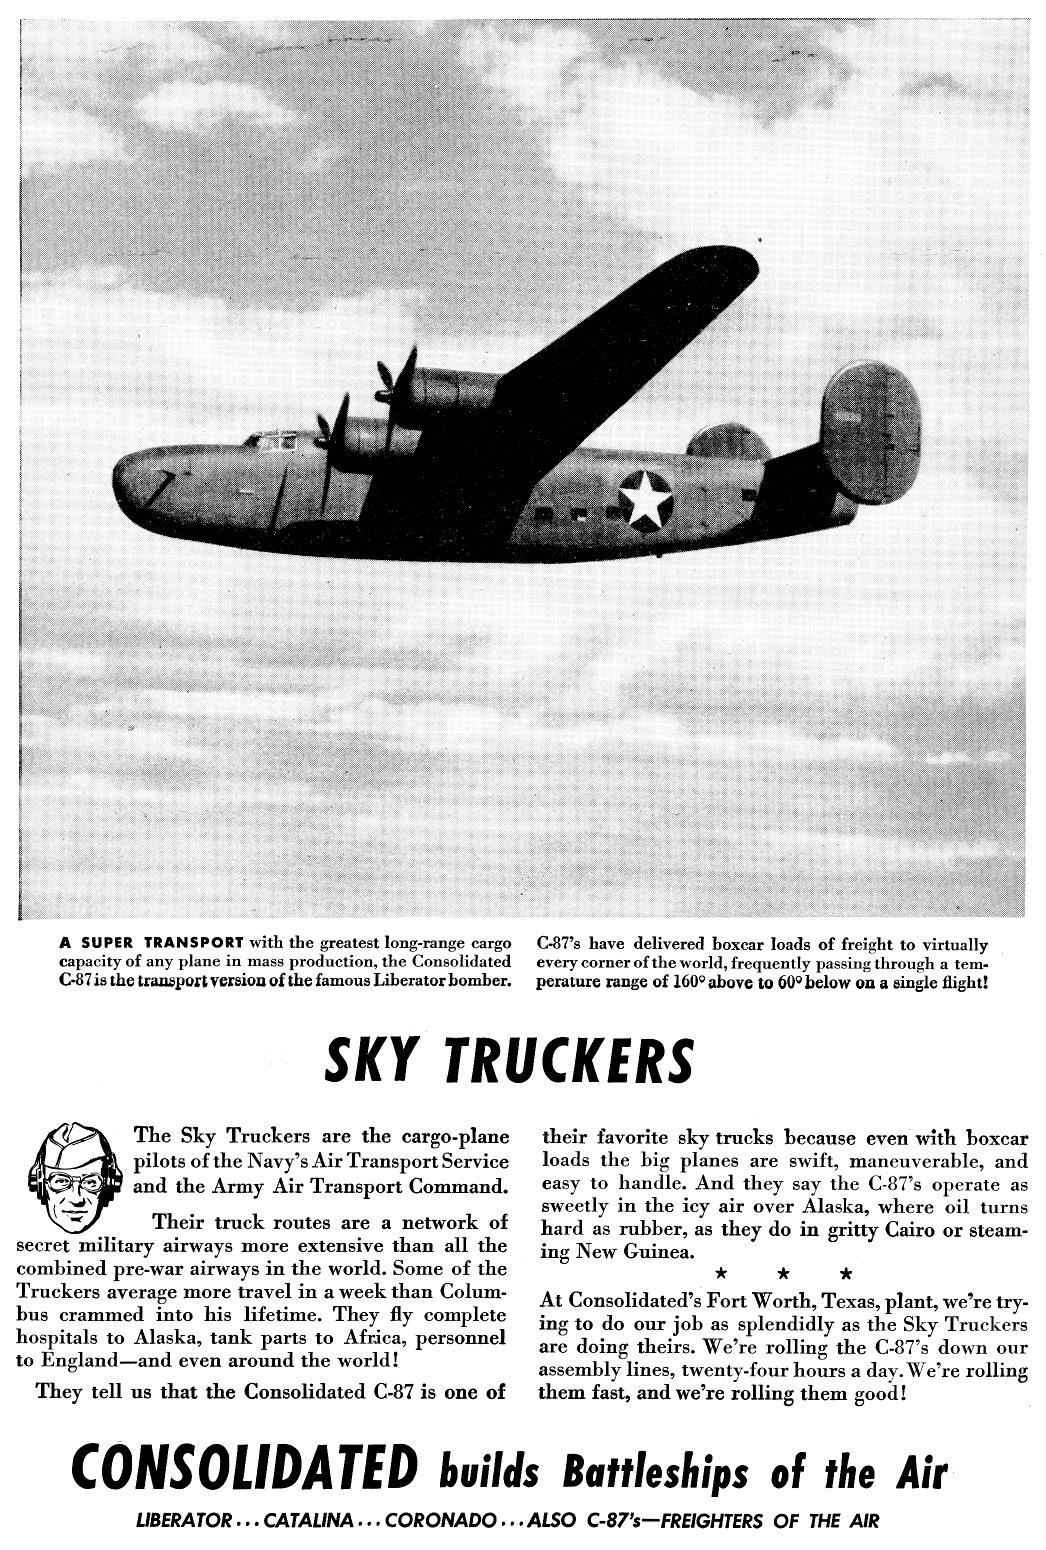 A SUPER TRANSPORT with the greatest long-range cargo
capacity of any plane in mass production, the Consolidated
C-87 is the transport version of the famous Liberator bomber.
C-87's have delivered boxcar loads of freight to virtually
every corner of the world, frequently passing through a tem-
perature range of 160° above to 60° below on a single flight!
SKY TRUCKERS
The Sky Truckers are the cargo-plane
pilots of the Navy's Air Transport Service
and the Army Air Transport Command.
Their truck routes are a network of
secret military airways more extensive than all the
combined pre-war airways in the world. Some of the
Truckers average more travel in a week than Colum-
bus crammed into his lifetime. They fly complete
hospitals to Alaska, tank parts to Africa, personnel
to England—and even around the world!
They tell us that the Consolidated C-87 is one of
their favorite sky trucks because even with boxcar
loads the big planes are swift, maneuverable, and
easy to handle. And they say the C-87's operate as
sweetly in the icy air over Alaska, where oil turns
hard as rubber, as they do in gritty Cairo or steam-
ing New Guinea.
★ ★ ★
At Consolidated's Fort Worth, Texas, plant, we're try-
ing to do our job as splendidly as the Sky Truckers
are doing theirs. We're rolling the C-87's down our
assembly lines, twenty-four hours a day. We're rolling
them fast, and we're rolling them good!
CONSOLIDATED builds Battleships of the Air
LIBERATOR...CATALINA...CORONADO...ALSO C-87's—FREIGHTERS OF THE AIR